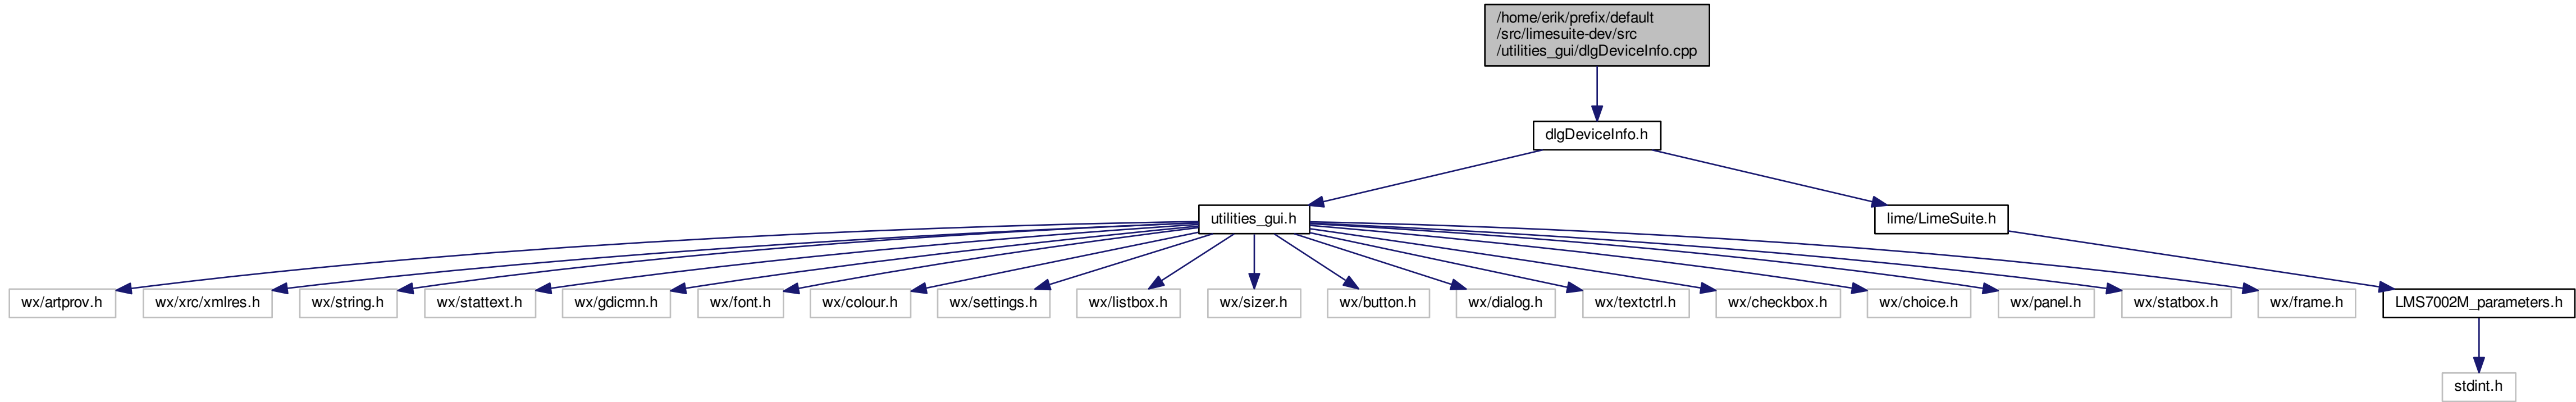 /home/erik/prefix/default
/src/limesuite-dev/src
/utilities_gui/dlgDeviceInfo.cpp
dlgDeviceInfo.h
utilities_gui.h
lime/LimeSuite.h
wx/artprov.h
wx/xrc/xmlres.h
wx/string.h
wx/stattext.h
wx/gdicmn.h
wx/font.h
wx/colour.h
wx/settings.h
wx/listbox.h
wx/sizer.h
wx/button.h
wx/dialog.h
wx/textctrl.h
wx/checkbox.h
wx/choice.h
wx/panel.h
wx/statbox.h
wx/frame.h
LMS7002M_parameters.h
stdint.h